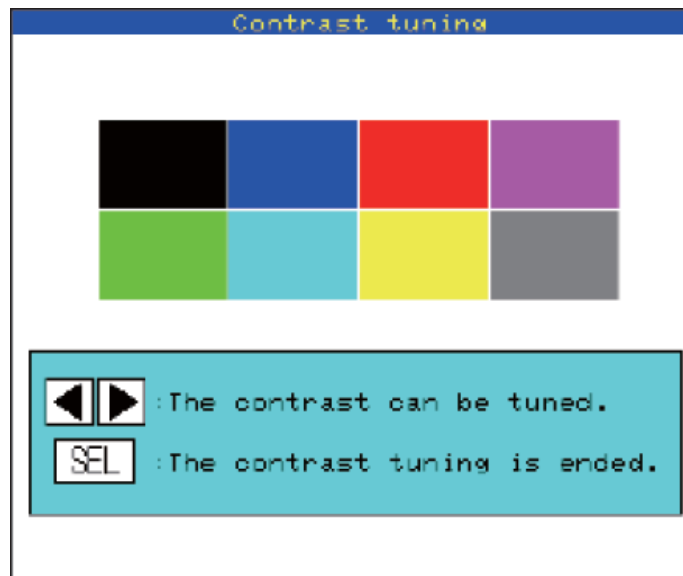 Contrast tuning
◀ ▶ :The contrast can be tuned.
SEL :The contrast tuning is ended.